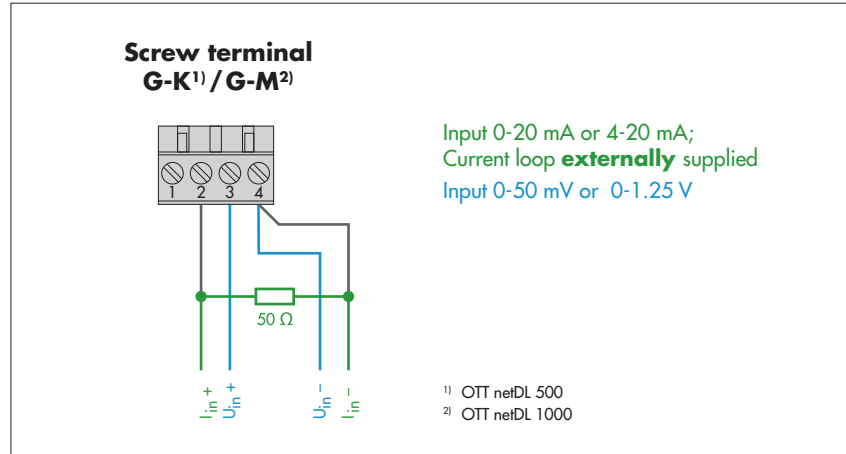 Screw terminal
G-K¹⁾ / G-M²⁾
1 2 3 4
Input 0-20 mA or 4-20 mA;
Current loop externally supplied
Input 0-50 mV or 0-1.25 V
50 Ω
Iin +
Uin +
Uin –
Iin –
¹⁾ OTT netDL 500
²⁾ OTT netDL 1000